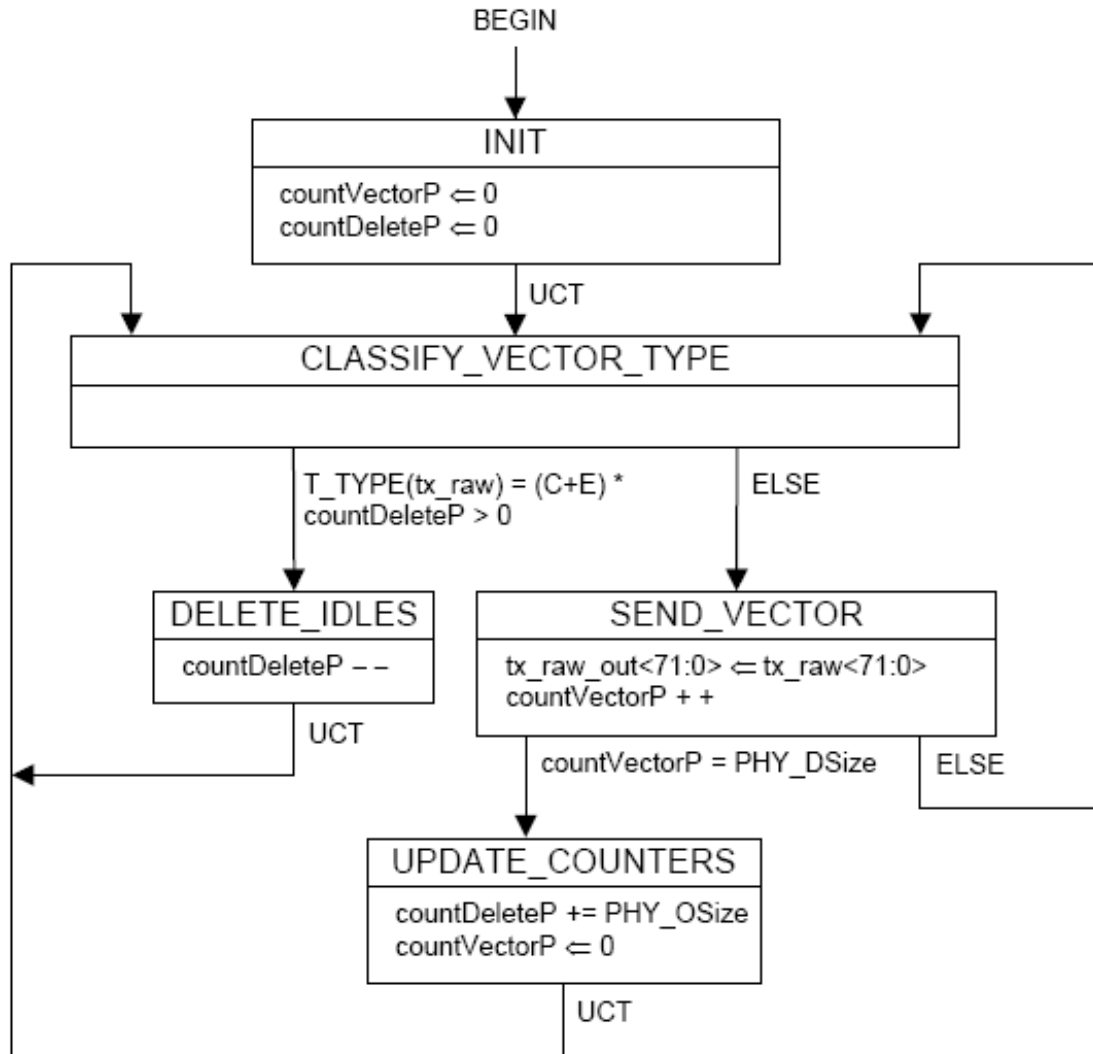 BEGIN
INIT
countVectorP ⇐ 0
countDeleteP ⇐ 0
UCT
CLASSIFY_VECTOR_TYPE
T_TYPE(tx_raw) = (C+E) *
countDeleteP > 0
ELSE
DELETE_IDLES
countDeleteP – –
UCT
SEND_VECTOR
tx_raw_out<71:0> ⇐ tx_raw<71:0>
countVectorP + +
countVectorP = PHY_DSize
ELSE
UPDATE_COUNTERS
countDeleteP += PHY_OSize
countVectorP ⇐ 0
UCT